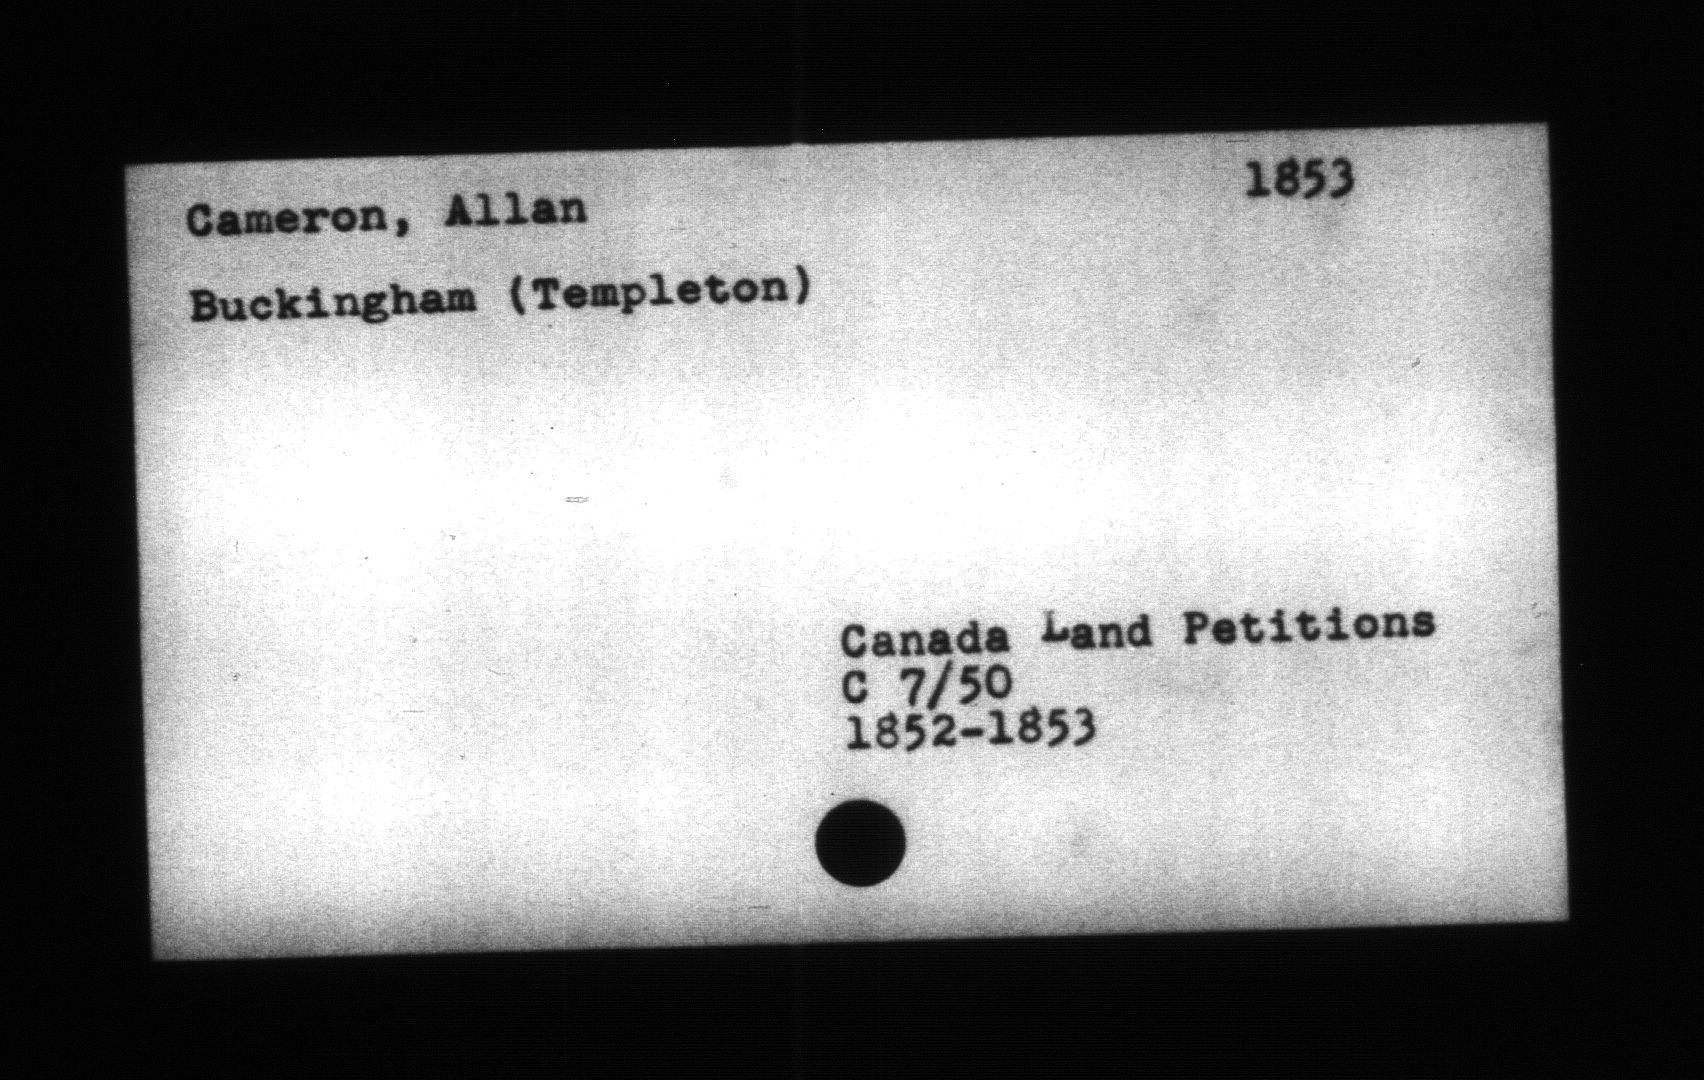 Cameron, Allan 1853
Buckingham (Templeton)
Canada Land Petitions
C 7/50
1852-1853